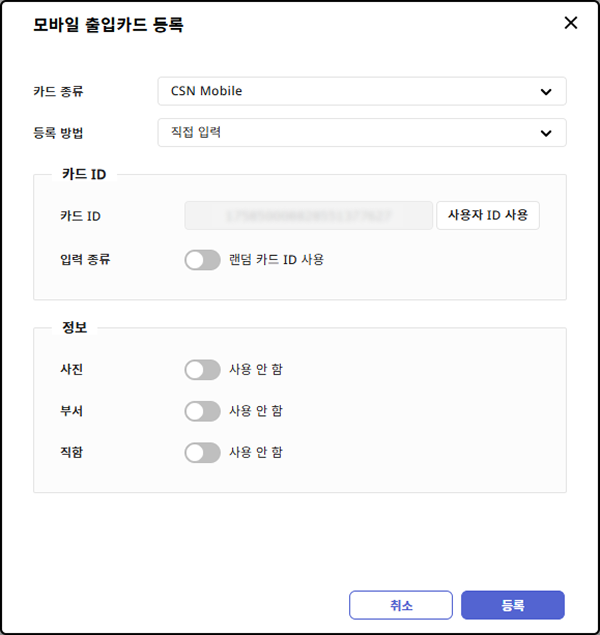 모바일 출입카드 등록
카드 종류 CSN Mobile
등록 방법 직접 입력
카드 ID
카드 ID 사용자 ID 사용
입력 종류 랜덤 카드 ID 사용
정보
사진 사용 안 함
부서 사용 안 함
직함 사용 안 함
취소 등록